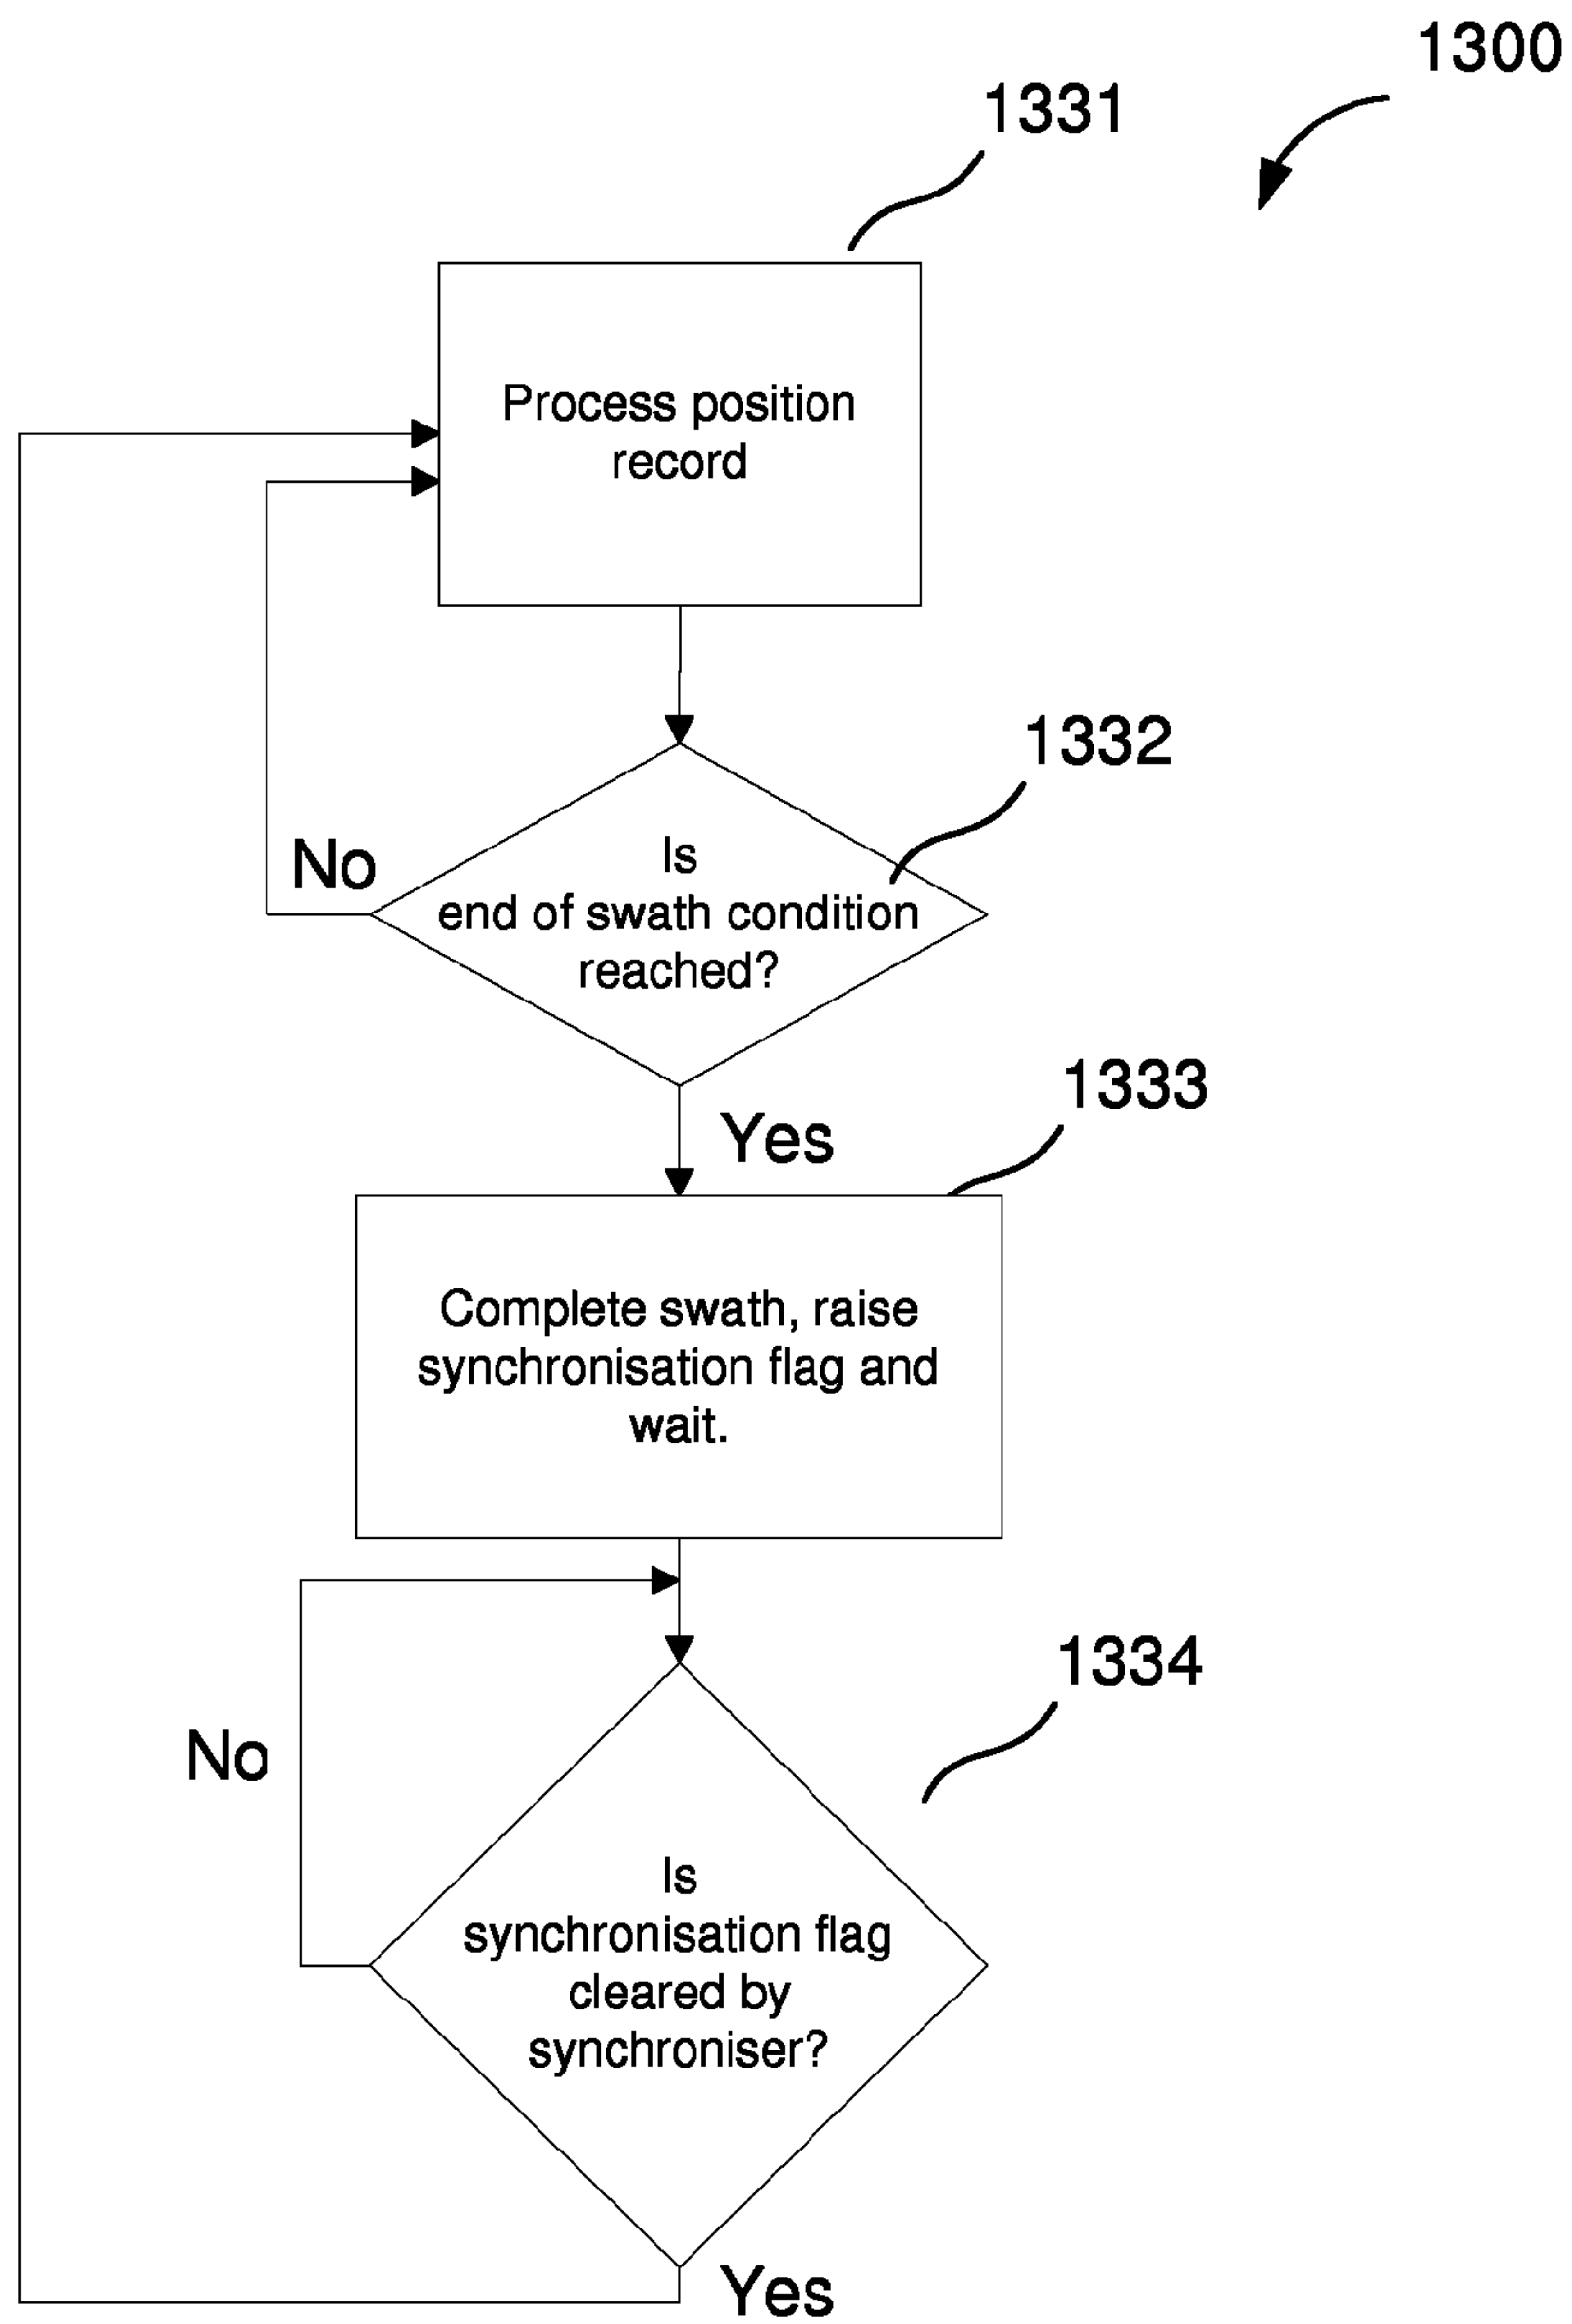 1300
1331
Process position
record
1332
Is
end of swath condition
reached?
No
Yes
1333
Complete swath, raise
synchronisation flag and
wait.
1334
No
Is
synchronisation flag
cleared by
synchroniser?
Yes